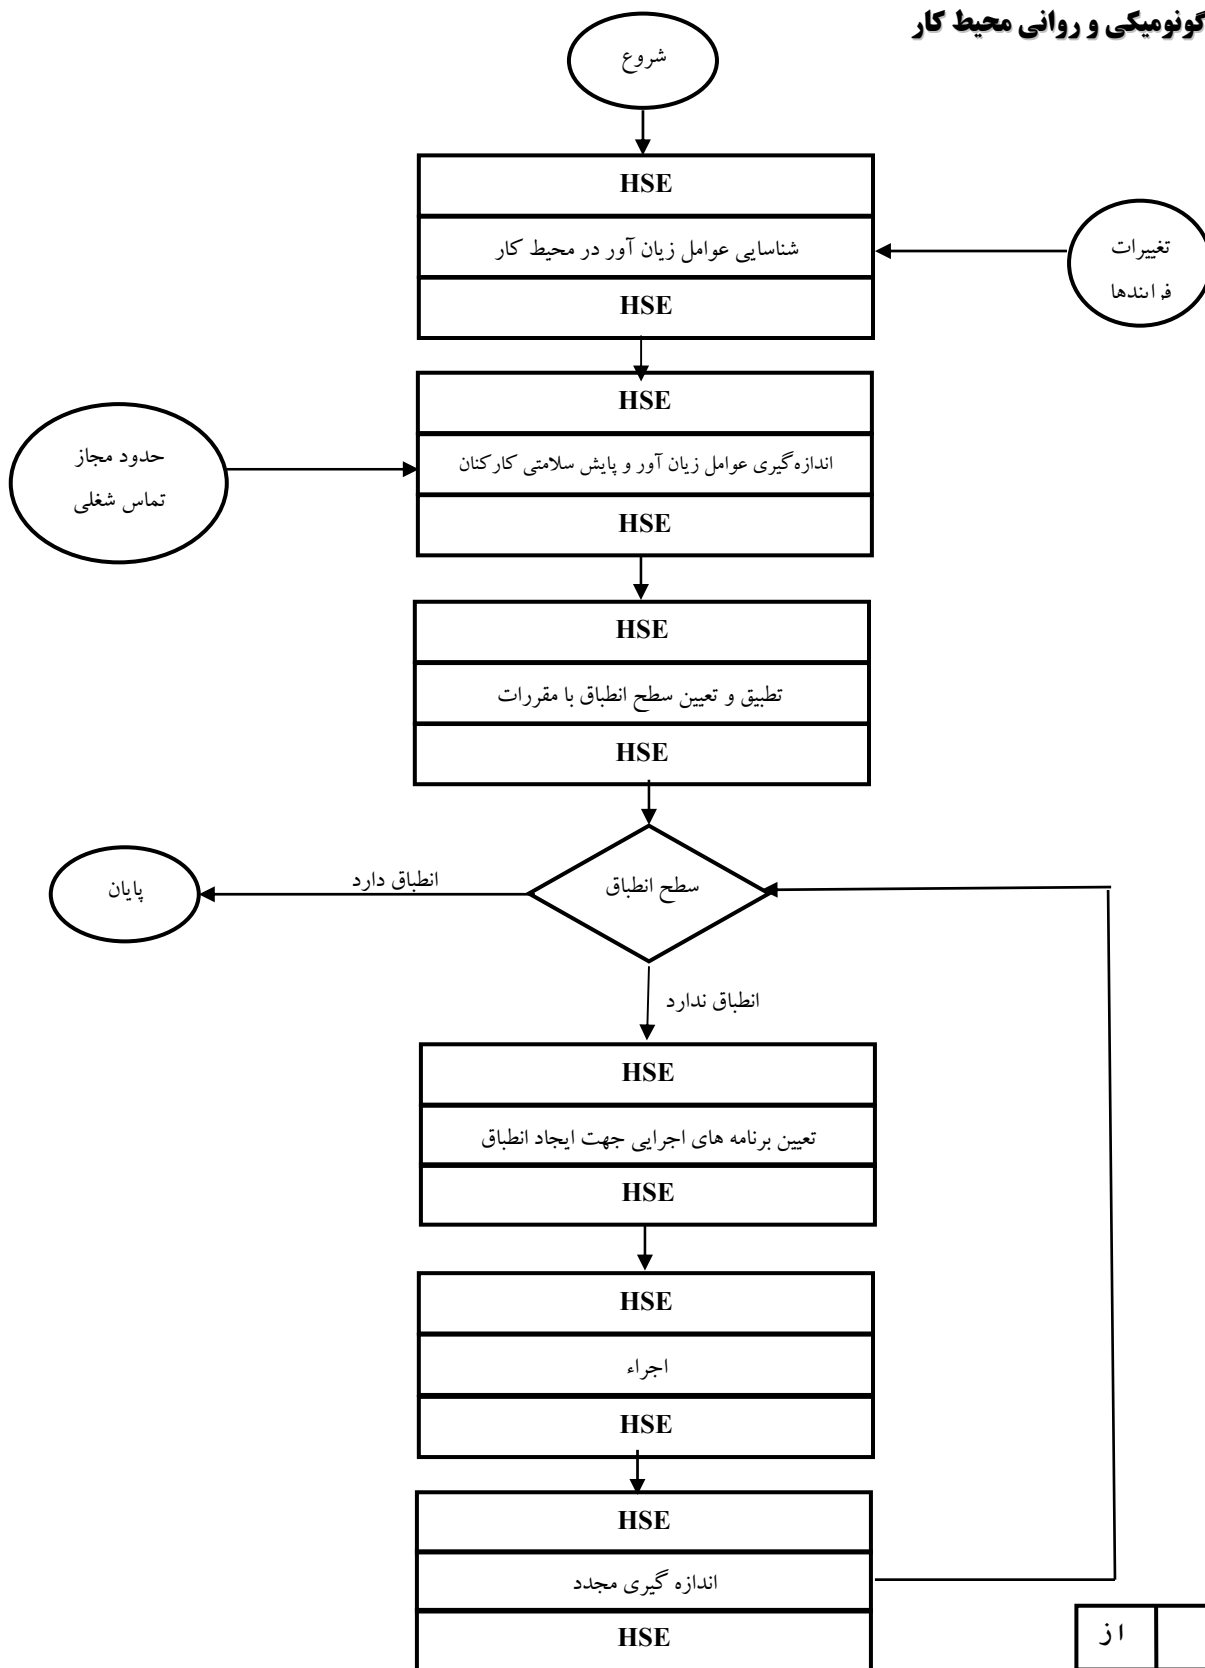 گونومیکی و روانی محیط کار
شروع
HSE
شناسایی عوامل زیان آور در محیط کار
HSE
تغییرات
فرایندها
HSE
اندازه‌گیری عوامل زیان آور و پایش سلامتی کارکنان
HSE
حدود مجاز
تماس شغلی
HSE
تطبیق و تعیین سطح انطباق با مقررات
HSE
سطح انطباق
انطباق دارد
پایان
انطباق ندارد
HSE
تعیین برنامه های اجرایی جهت ایجاد انطباق
HSE
HSE
اجراء
HSE
HSE
اندازه گیری مجدد
HSE
از